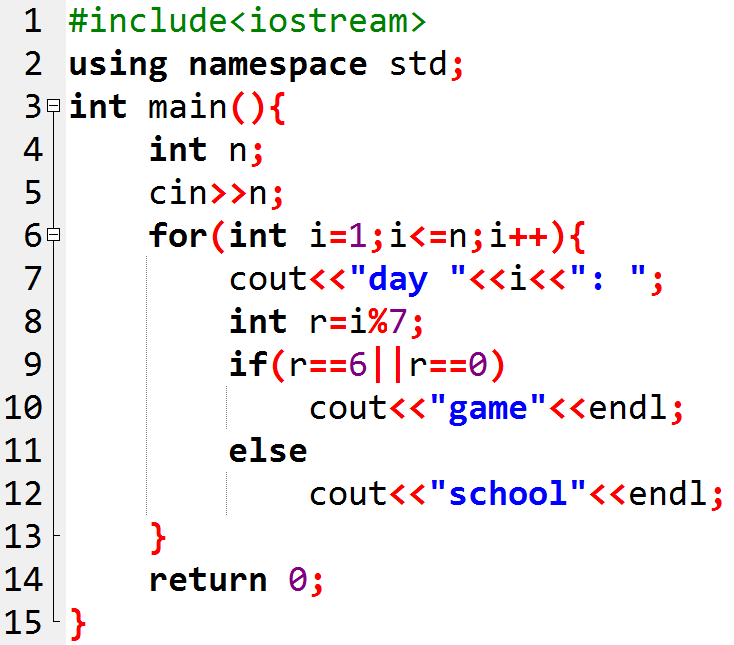 1 #include<iostream>
2 using namespace std;
3 int main(){
4     int n;
5     cin>>n;
6     for(int i=1;i<=n;i++){
7         cout<<"day "<<i<<": ";
8         int r=i%7;
9         if(r==6||r==0)
10             cout<<"game"<<endl;
11         else
12             cout<<"school"<<endl;
13     }
14     return 0;
15 }